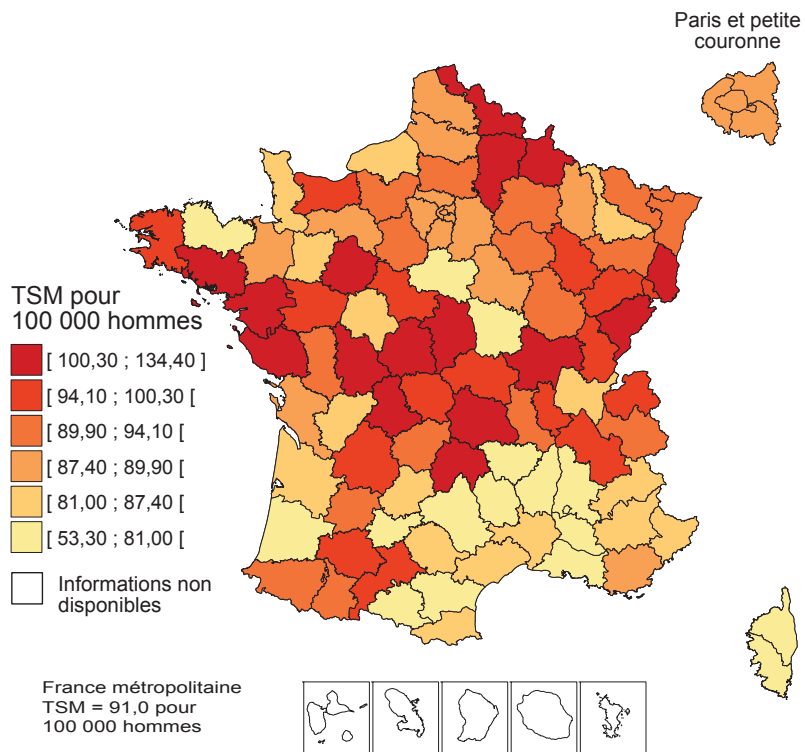 Paris et petite
couronne
TSM pour
100 000 hommes
[ 100,30 ; 134,40 ]
[ 94,10 ; 100,30 [
[ 89,90 ; 94,10 [
[ 87,40 ; 89,90 [
[ 81,00 ; 87,40 [
[ 53,30 ; 81,00 [
Informations non
disponibles
France métropolitaine
TSM = 91,0 pour
100 000 hommes